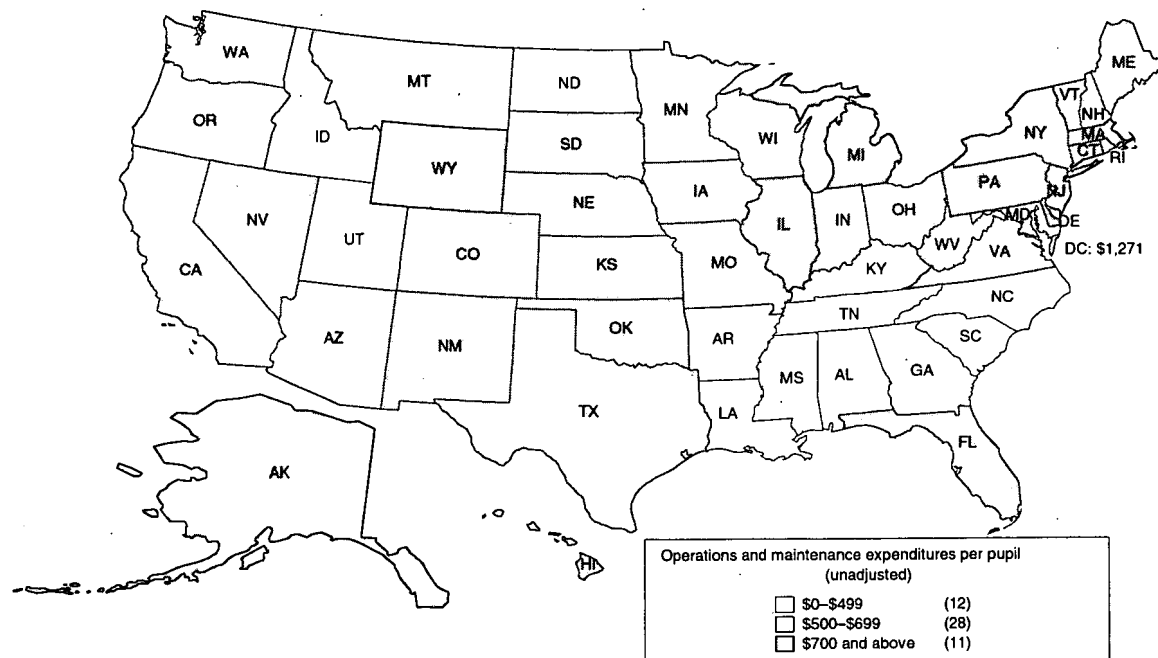 WA
MT
ND
MN
ME
VT
NH
OR
ID
SD
WI
NY
MA
CT
RI
MI
WY
PA
NJ
IA
NE
OH
MD
DE
NV
IL
IN
UT
CO
WV
VA
DC: $1,271
CA
KS
MO
KY
NC
TN
OK
AZ
NM
AR
SC
MS
AL
GA
TX
LA
FL
AK
HI
Operations and maintenance expenditures per pupil
(unadjusted)
$0–$499 (12)
$500–$699 (28)
$700 and above (11)